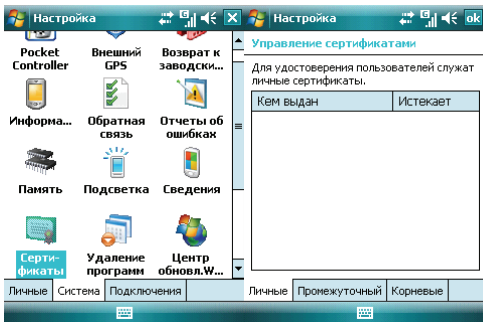 Настройка
Pocket Controller
Внешний GPS
Возврат к заводски...
Информа...
Обратная связь
Отчеты об ошибках
Память
Подсветка
Сведения
Серти-фикаты
Удаление программ
Центр обновл.W...
Личные Система Подключения
Настройка ok
Управление сертификатами
Для удостоверения пользователей служат
личные сертификаты.
Кем выдан Истекает
Личные Промежуточный Корневые